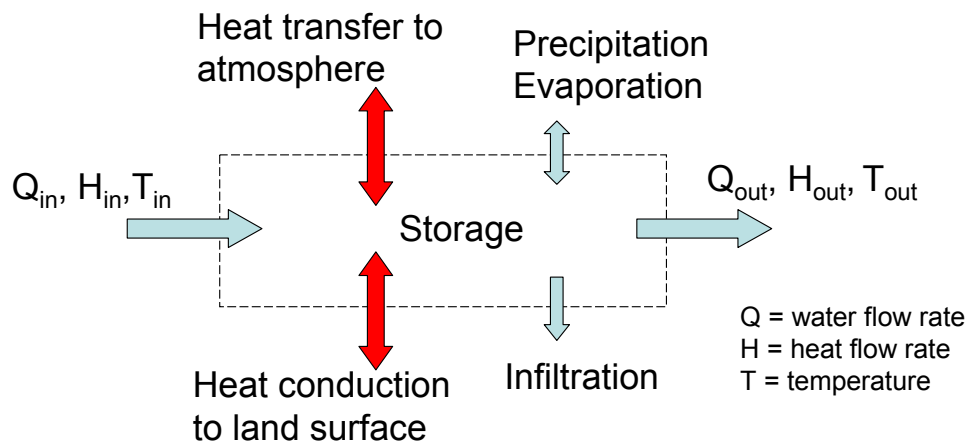 Heat transfer to
atmosphere
Precipitation
Evaporation
Q_in, H_in,T_in
Storage
Q_out, H_out, T_out
Heat conduction
to land surface
Infiltration
Q = water flow rate
H = heat flow rate
T = temperature